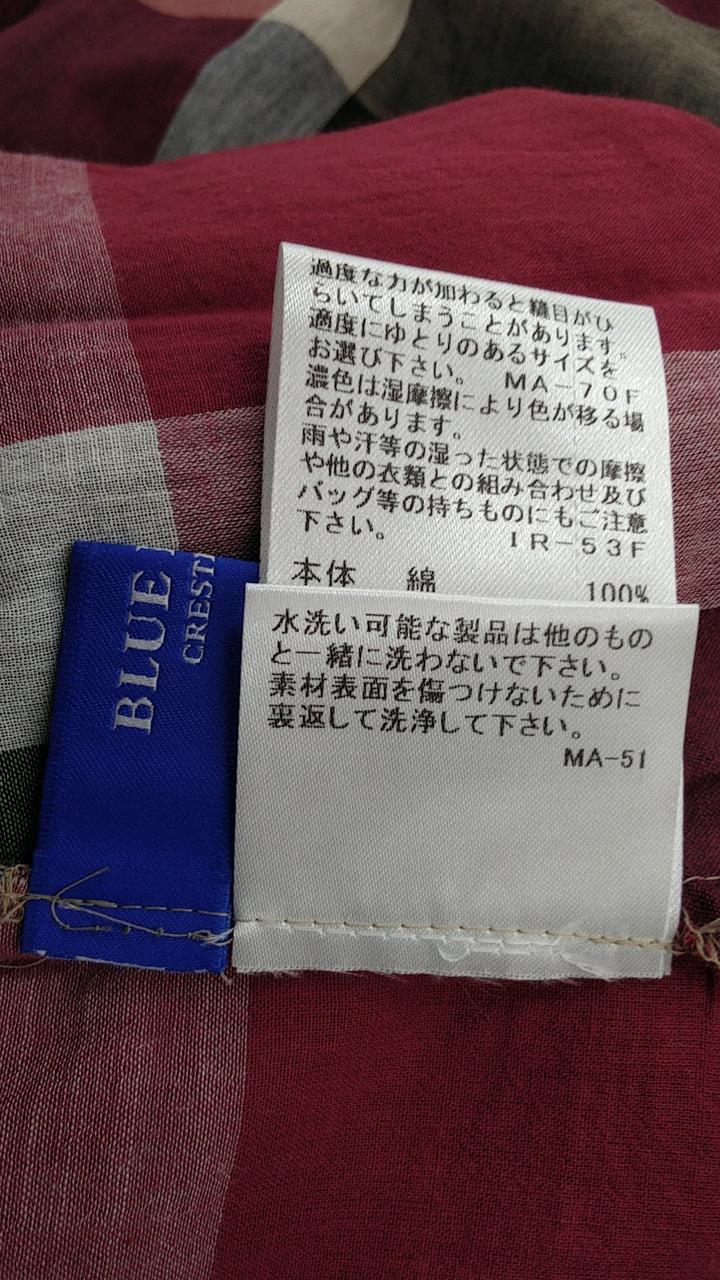 過度な力が加わると縫目がひ
らいてしまうことがあります。
適度にゆとりのあるサイズを
お選び下さい。 MA-70F
濃色は湿摩擦により色が移る場
合があります。
雨や汗等の湿った状態での摩擦
や他の衣類との組み合わせ及び
バッグ等の持ちものにもご注意
下さい。 IR-53F
本体 綿 100%
水洗い可能な製品は他のもの
と一緒に洗わないで下さい。
素材表面を傷つけないために
裏返して洗浄して下さい。
MA-51
BLUE
CREST